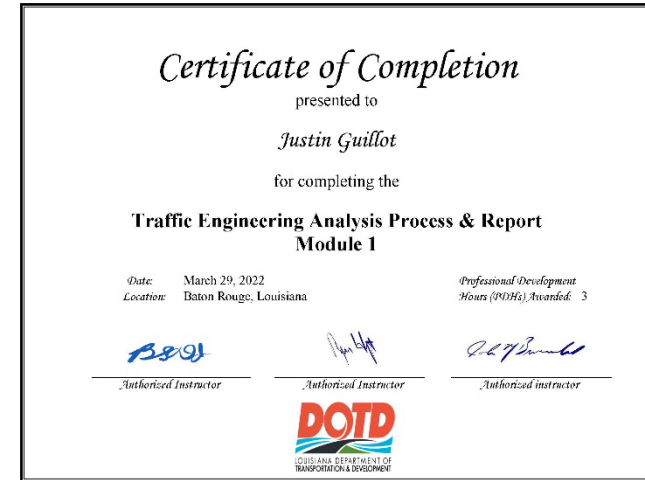 Certificate of Completion
presented to
Justin Guillot
for completing the
Traffic Engineering Analysis Process & Report
Module 1
Date: March 29, 2022
Location: Baton Rouge, Louisiana
Professional Development
Hours (PDHs) Awarded: 3
Authorized Instructor
Authorized Instructor
Authorized instructor
DOTD
LOUISIANA DEPARTMENT OF
TRANSPORTATION & DEVELOPMENT